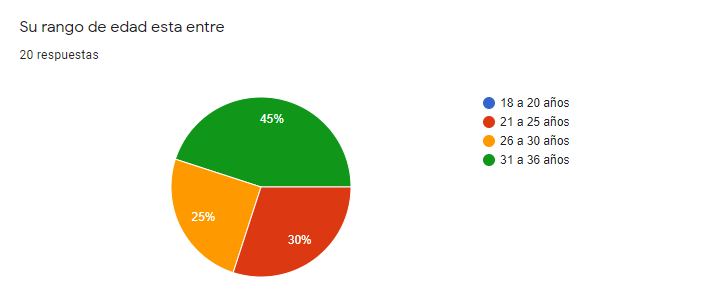 Su rango de edad esta entre
20 respuestas
45%
25%
30%
18 a 20 años
21 a 25 años
26 a 30 años
31 a 36 años